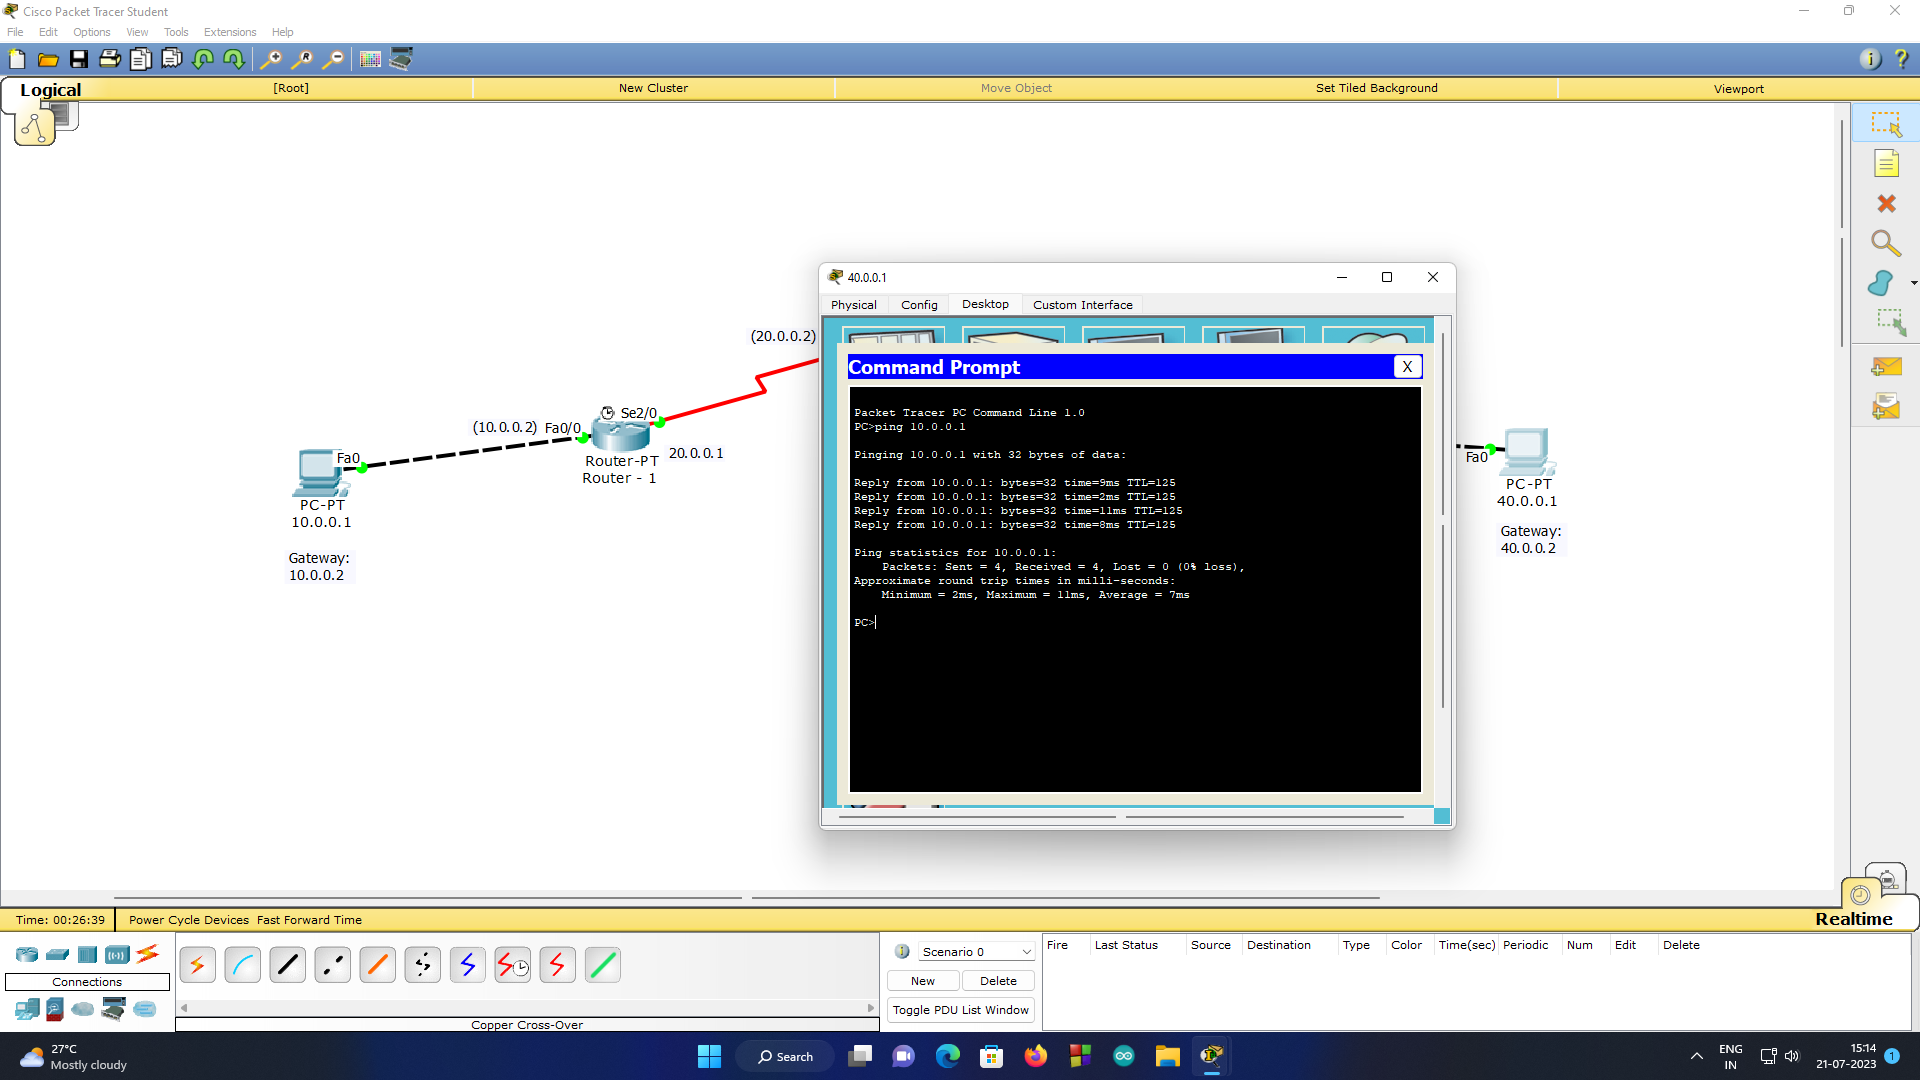 Cisco Packet Tracer Student
File Edit Options View Tools Extensions Help
Logical [Root] New Cluster Move Object Set Tiled Background Viewport
40.0.0.1
Physical Config Desktop Custom Interface
(20.0.0.2)
Command Prompt X
Packet Tracer PC Command Line 1.0
PC>ping 10.0.0.1
Pinging 10.0.0.1 with 32 bytes of data:
Reply from 10.0.0.1: bytes=32 time=9ms TTL=125
Reply from 10.0.0.1: bytes=32 time=2ms TTL=125
Reply from 10.0.0.1: bytes=32 time=11ms TTL=125
Reply from 10.0.0.1: bytes=32 time=8ms TTL=125
Ping statistics for 10.0.0.1:
Packets: Sent = 4, Received = 4, Lost = 0 (0% loss),
Approximate round trip times in milli-seconds:
Minimum = 2ms, Maximum = 11ms, Average = 7ms
PC>
Se2/0
(10.0.0.2) Fa0/0
20.0.0.1
Router-PT
Router - 1
Fa0
PC-PT
10.0.0.1
Gateway:
10.0.0.2
Fa0
PC-PT
40.0.0.1
Gateway:
40.0.0.2
Realtime
Time: 00:26:39 Power Cycle Devices Fast Forward Time
Connections
Copper Cross-Over
Scenario 0
New Delete
Toggle PDU List Window
Fire Last Status Source Destination Type Color Time(sec) Periodic Num Edit Delete
27°C
Mostly cloudy
Search
ENG
IN
15:14
21-07-2023
1